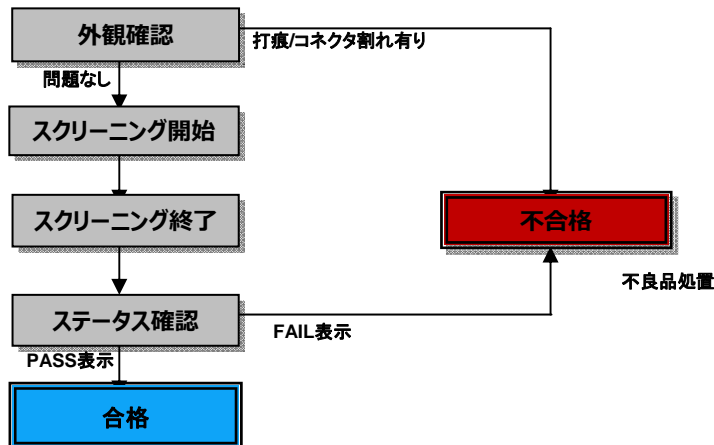 外観確認
打痕/コネクタ割れ有り
問題なし
スクリーニング開始
スクリーニング終了
不合格
不良品処置
ステータス確認
FAIL表示
PASS表示
合格